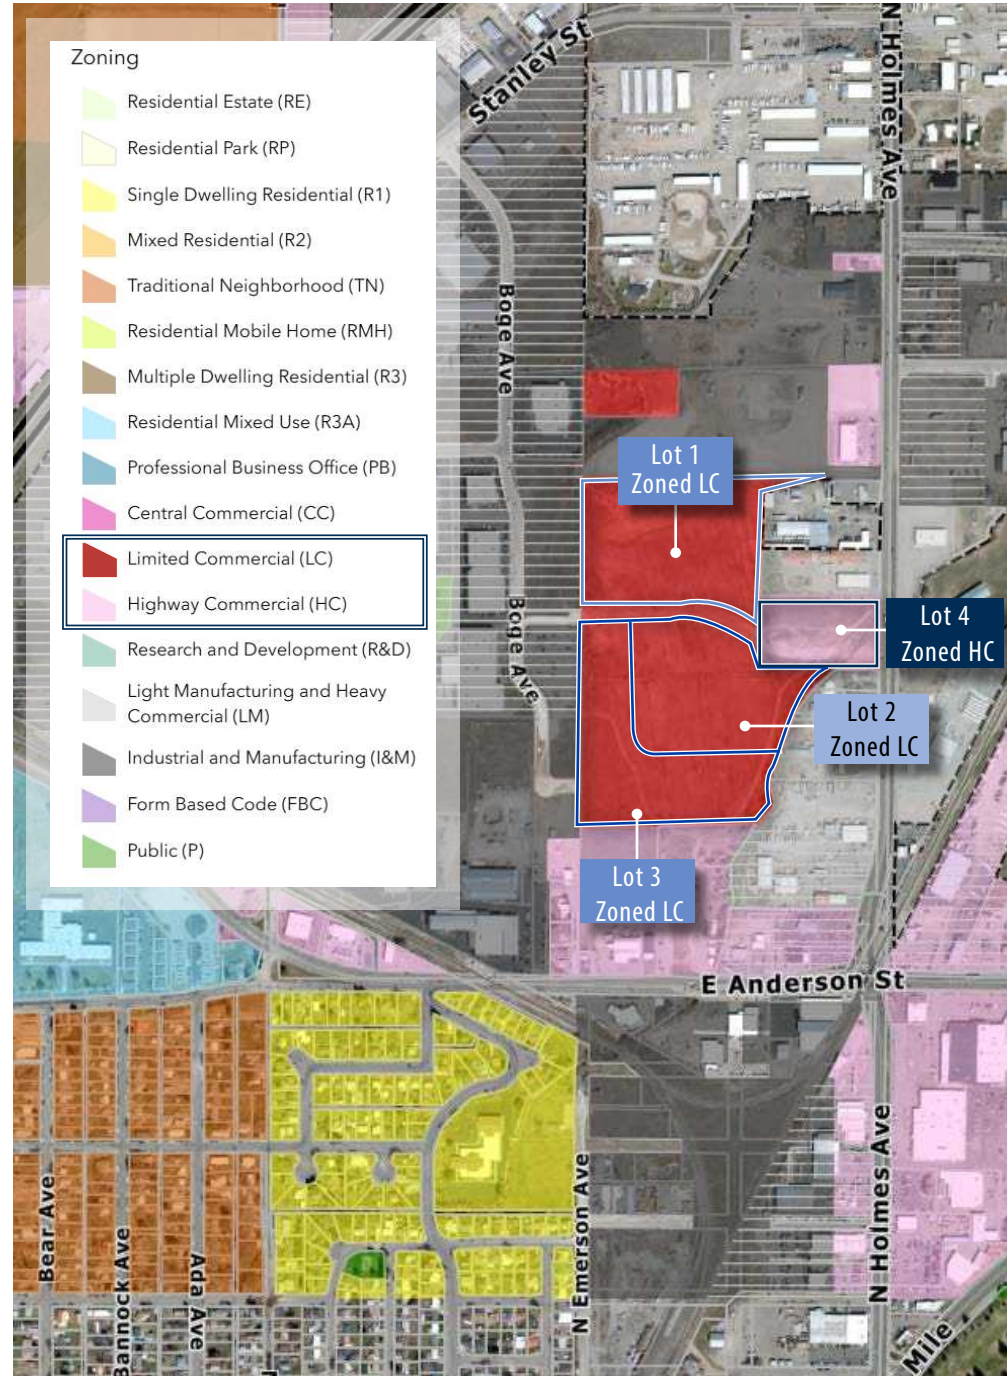 Zoning
Residential Estate (RE)
Residential Park (RP)
Single Dwelling Residential (R1)
Mixed Residential (R2)
Traditional Neighborhood (TN)
Residential Mobile Home (RMH)
Multiple Dwelling Residential (R3)
Residential Mixed Use (R3A)
Professional Business Office (PB)
Central Commercial (CC)
Limited Commercial (LC)
Highway Commercial (HC)
Research and Development (R&D)
Light Manufacturing and Heavy
Commercial (LM)
Industrial and Manufacturing (I&M)
Form Based Code (FBC)
Public (P)
Stanley St
N Holmes Ave
Boge Ave
Lot 1
Zoned LC
Boge Ave
Lot 4
Zoned HC
Lot 2
Zoned LC
Lot 3
Zoned LC
E Anderson St
Bear Ave
Bannock Ave
Ada Ave
N Emerson Ave
N Holmes Ave
Mile